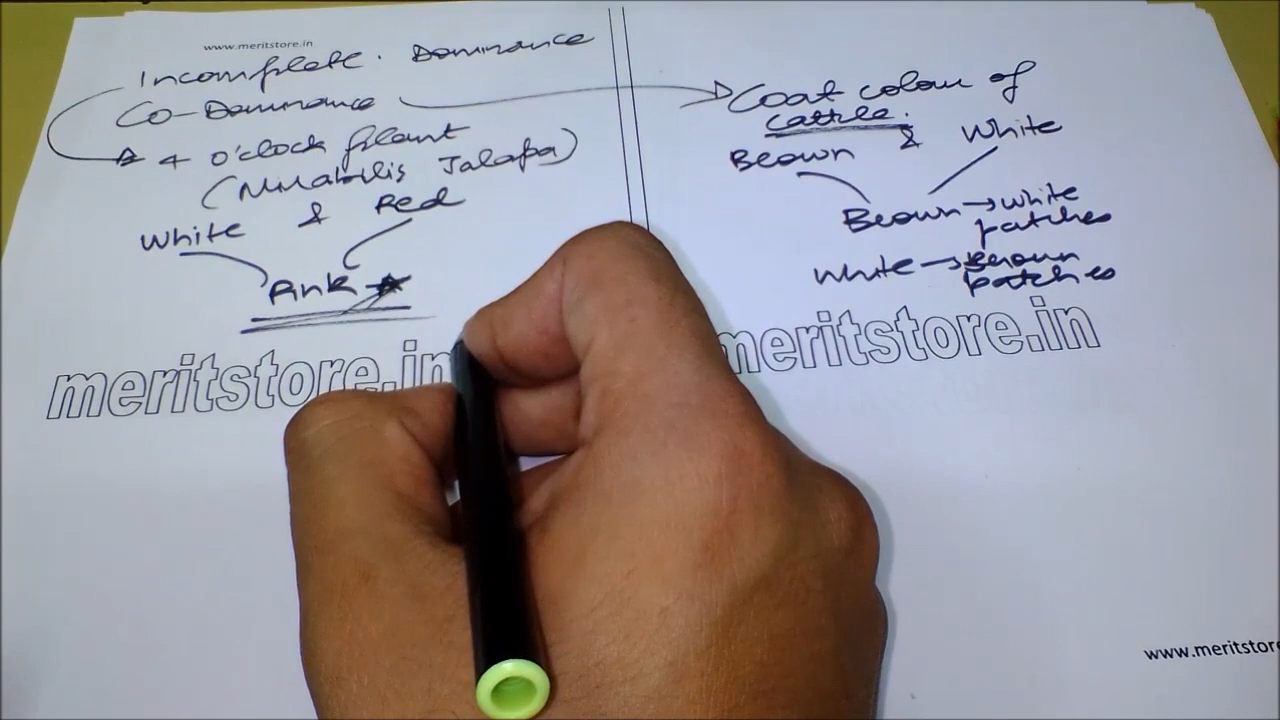 www.meritstore.in
Incomplete. Dominance
Co-Dominance
4 o'clock plant
(Mirabilis Jalapa)
White & Red
Pink
meritstore.in
Coat colour of
cattle.
Brown & White
Brown → white
patches
White → Brown
patches
meritstore.in
www.meritstore